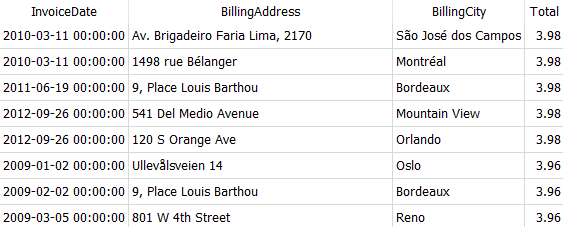 InvoiceDate BillingAddress BillingCity Total
2010-03-11 00:00:00 Av. Brigadeiro Faria Lima, 2170 São José dos Campos 3.98
2010-03-11 00:00:00 1498 rue Bélanger Montréal 3.98
2011-06-19 00:00:00 9, Place Louis Barthou Bordeaux 3.98
2012-09-26 00:00:00 541 Del Medio Avenue Mountain View 3.98
2012-09-26 00:00:00 120 S Orange Ave Orlando 3.98
2009-01-02 00:00:00 Ullevålsveien 14 Oslo 3.96
2009-02-02 00:00:00 9, Place Louis Barthou Bordeaux 3.96
2009-03-05 00:00:00 801 W 4th Street Reno 3.96